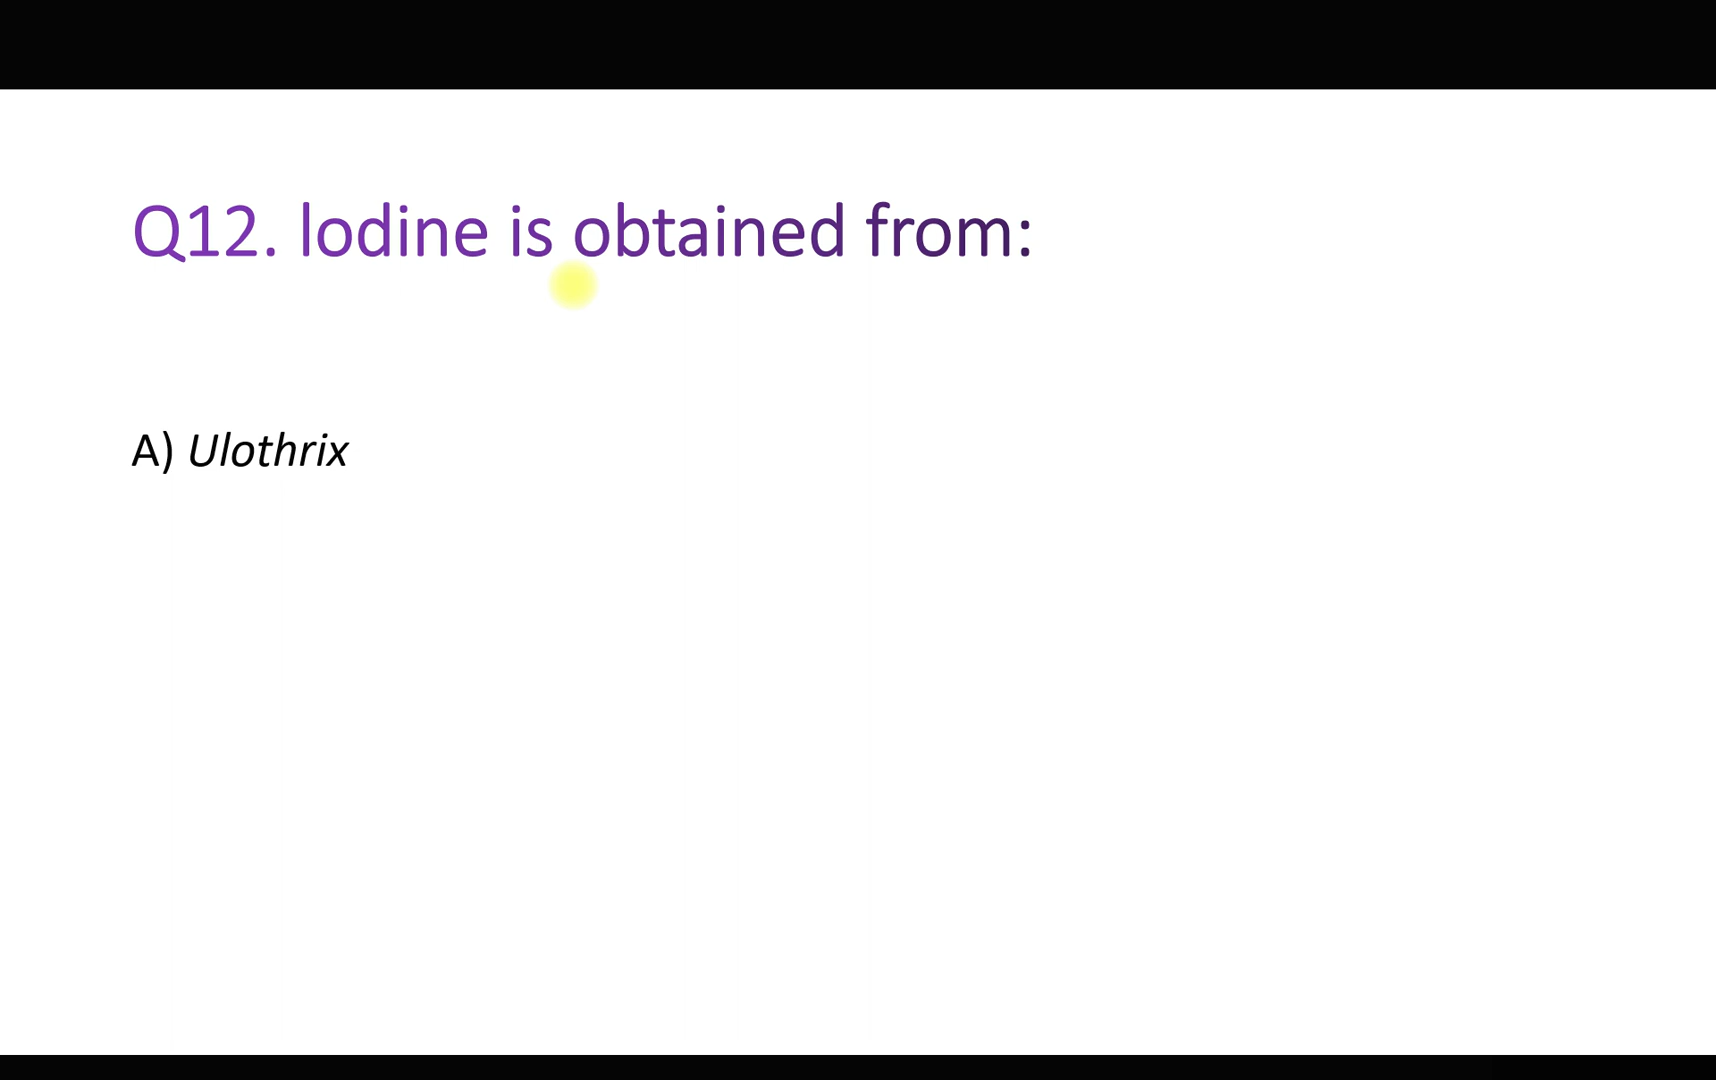 Q12. Iodine is obtained from:
A) Ulothrix